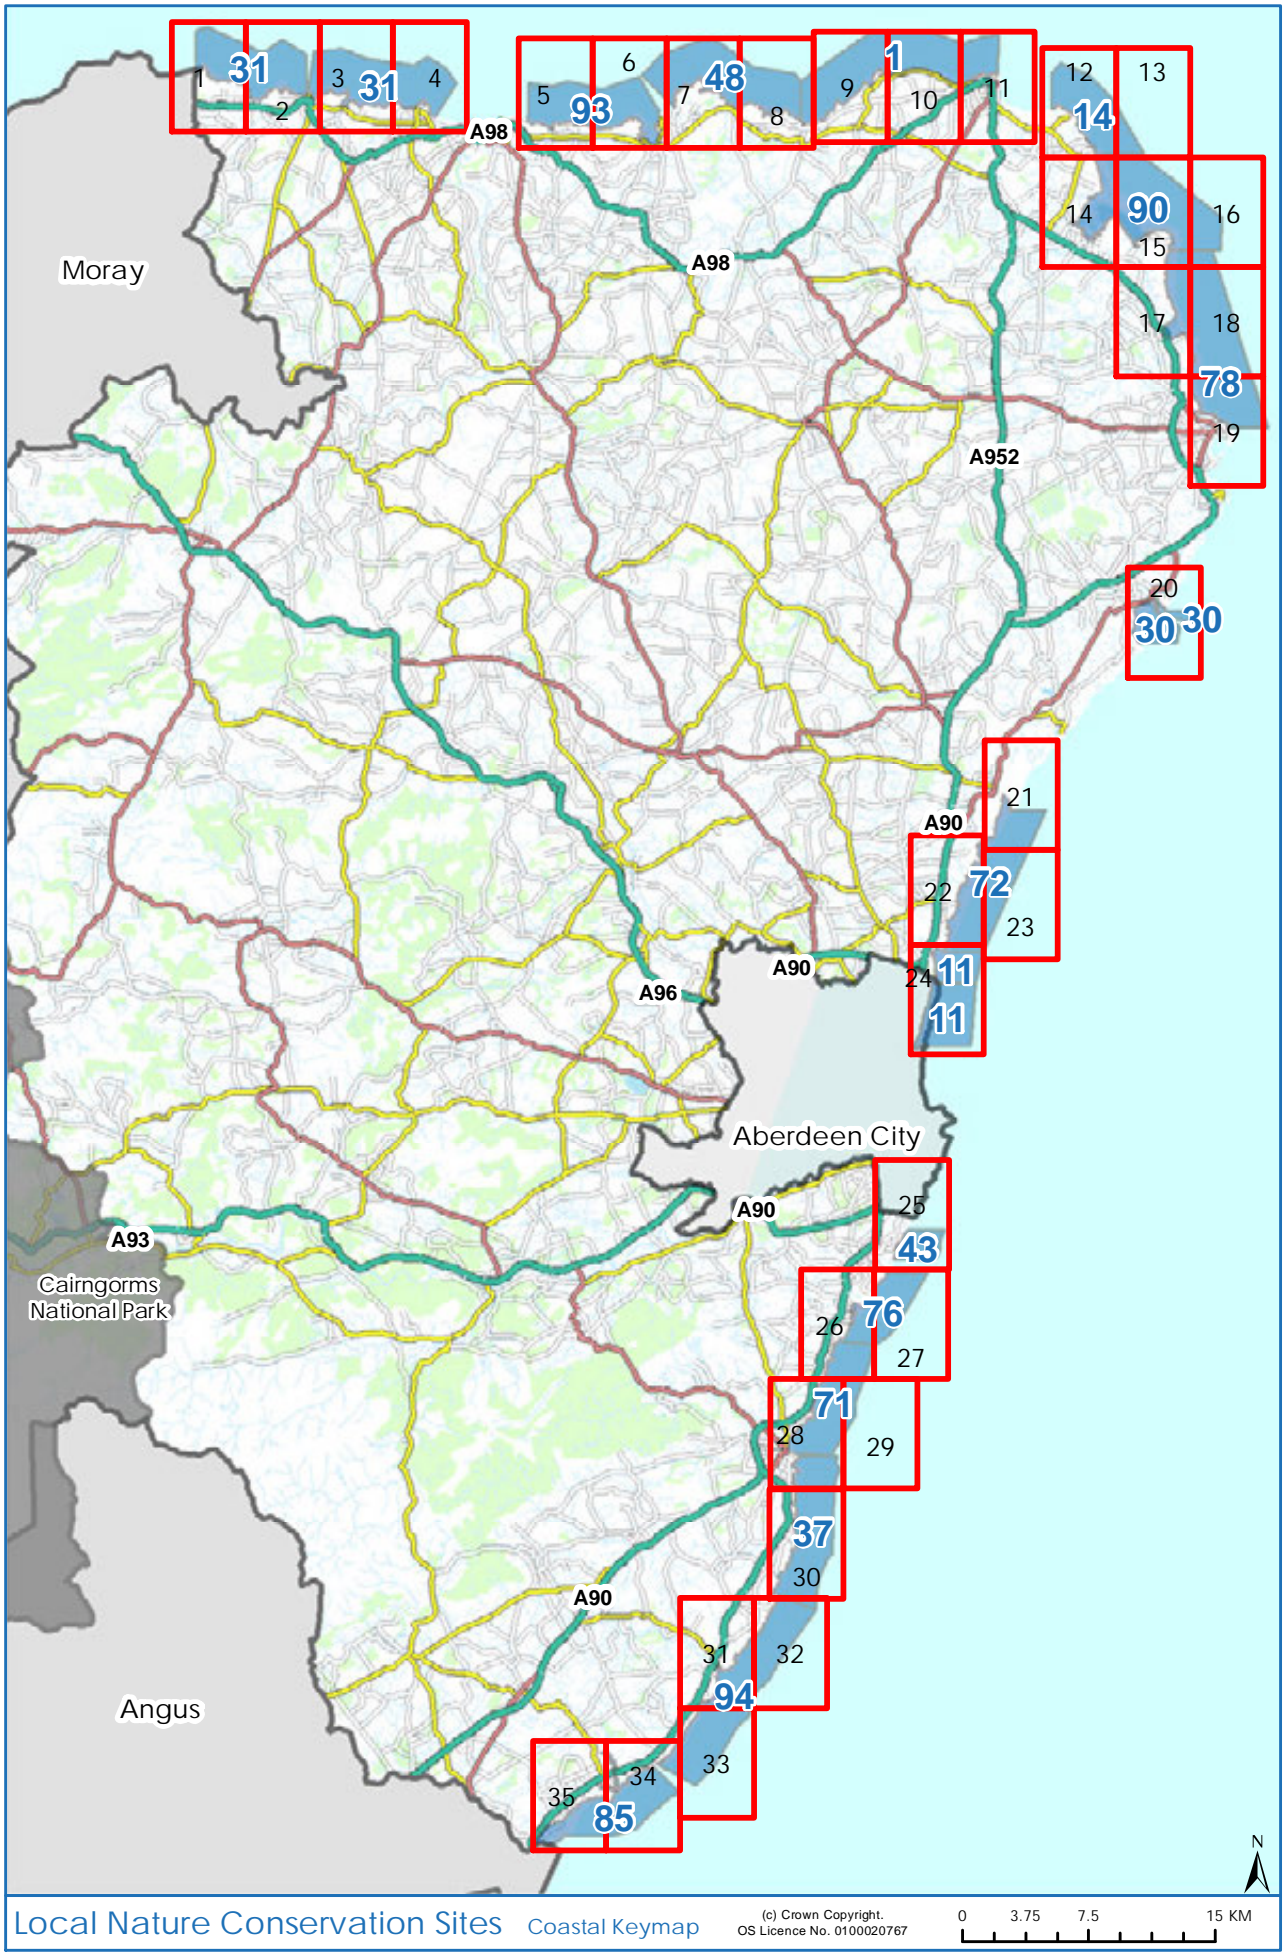 1
31
2
3
31
4
5
93
6
7
48
8
9
1
10
11
12
14
13
A98
14
90
15
16
A98
Moray
17
18
78
19
A952
20
30
30
21
A90
22
72
23
24
11
11
A90
A96
Aberdeen City
25
A90
43
A93
Cairngorms
National Park
26
76
27
71
28
29
37
30
A90
31
32
94
Angus
33
34
35
85
N
Local Nature Conservation Sites Coastal Keymap
(c) Crown Copyright.
OS Licence No. 0100020767
0 3.75 7.5 15 KM